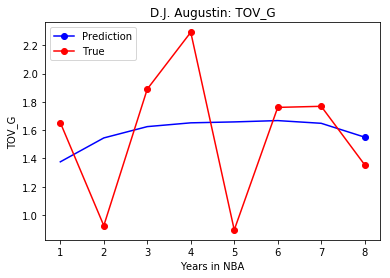 D.J. Augustin: TOV_G
Prediction
True
TOV_G
2.2
2.0
1.8
1.6
1.4
1.2
1.0
1 2 3 4 5 6 7 8
Years in NBA